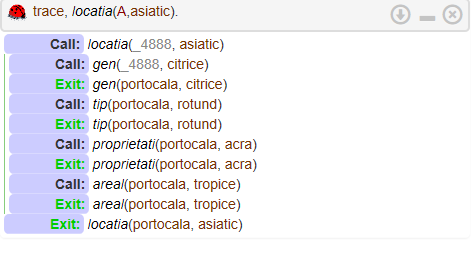 trace, locatia(A,asiatic).
Call: locatia(_4888, asiatic)
Call: gen(_4888, citrice)
Exit: gen(portocala, citrice)
Call: tip(portocala, rotund)
Exit: tip(portocala, rotund)
Call: proprietati(portocala, acra)
Exit: proprietati(portocala, acra)
Call: areal(portocala, tropice)
Exit: areal(portocala, tropice)
Exit: locatia(portocala, asiatic)